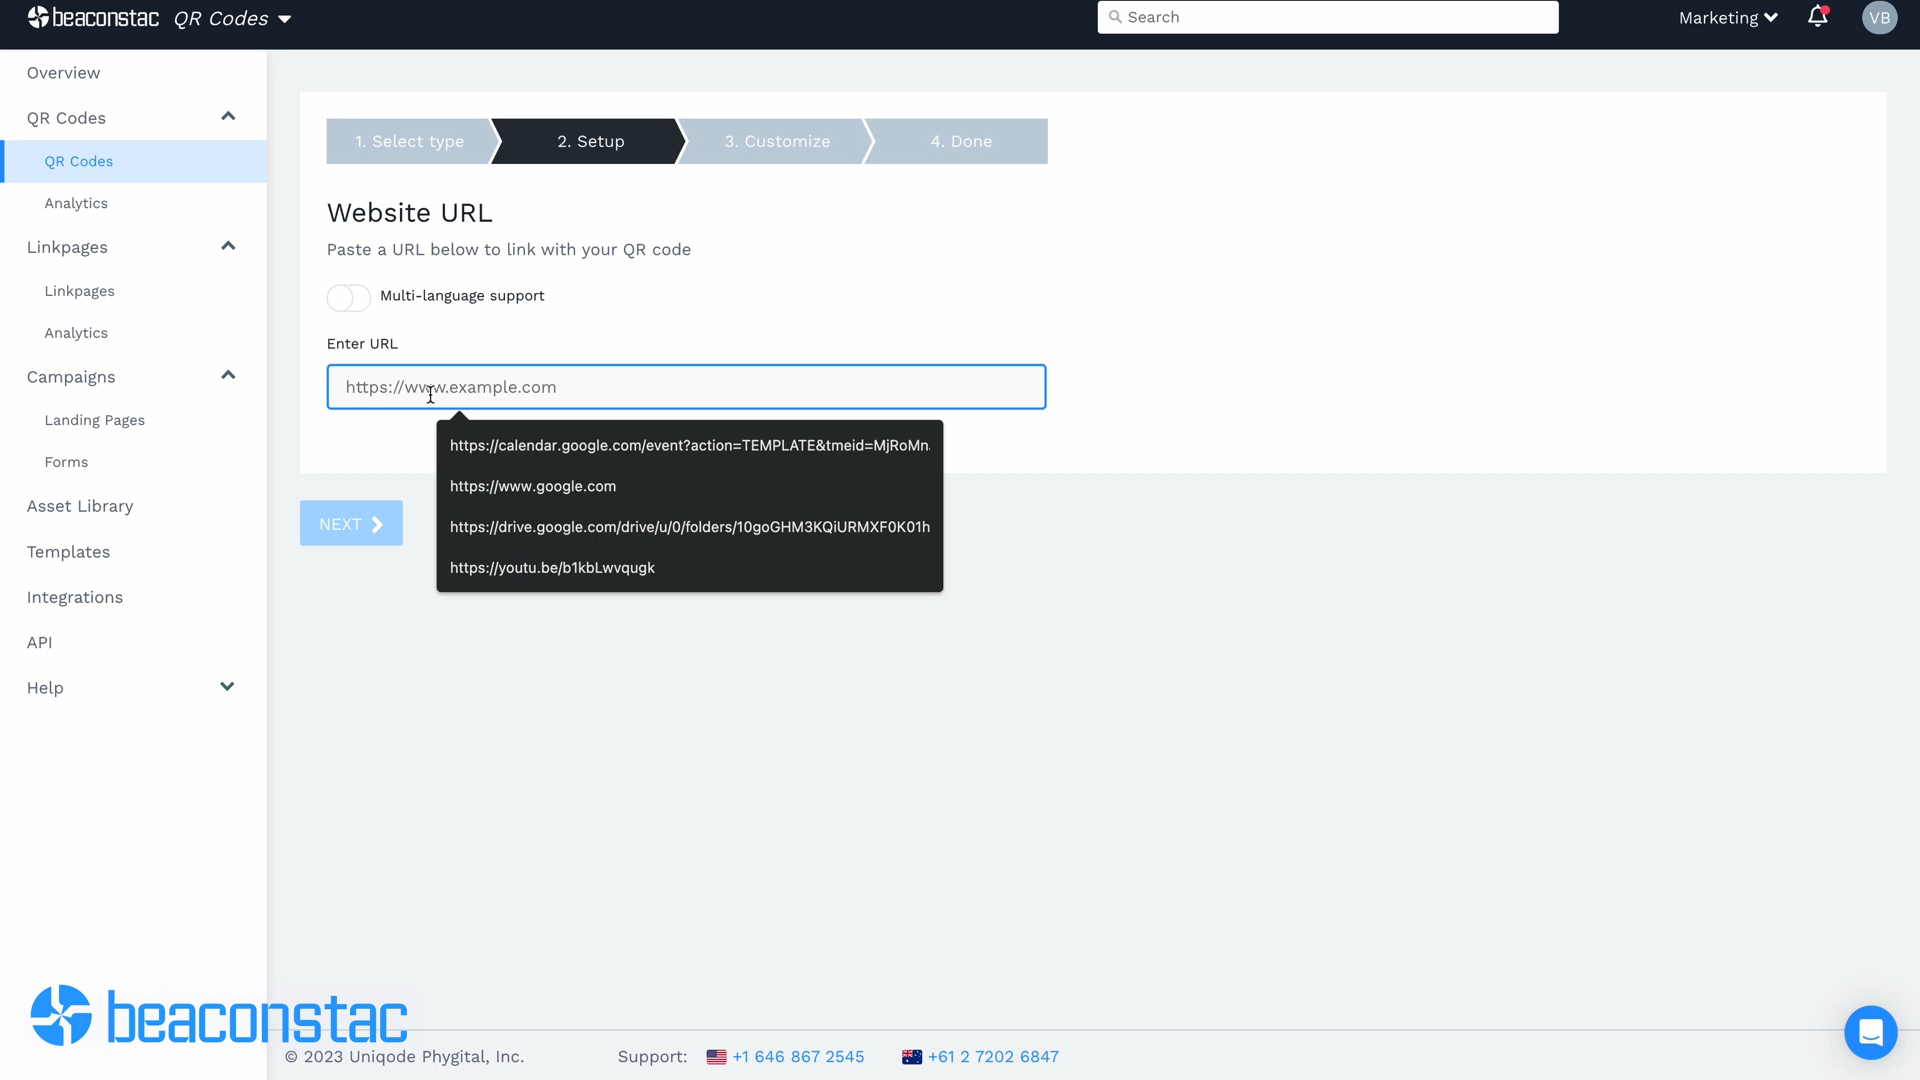 beaconstac QR Codes
Search
Marketing
VB
Overview
QR Codes
QR Codes
Analytics
Linkpages
Linkpages
Analytics
Campaigns
Landing Pages
Forms
Asset Library
Templates
Integrations
API
Help
1. Select type
2. Setup
3. Customize
4. Done
Website URL
Paste a URL below to link with your QR code
Multi-language support
Enter URL
https://www.example.com
https://calendar.google.com/event?action=TEMPLATE&tmeid=MjRoMn
https://www.google.com
https://drive.google.com/drive/u/0/folders/10goGHM3KQiURMXF0K01h
https://youtu.be/b1kbLwvqugk
NEXT
beaconstac
© 2023 Uniqode Phygital, Inc.
Support:
+1 646 867 2545
+61 2 7202 6847